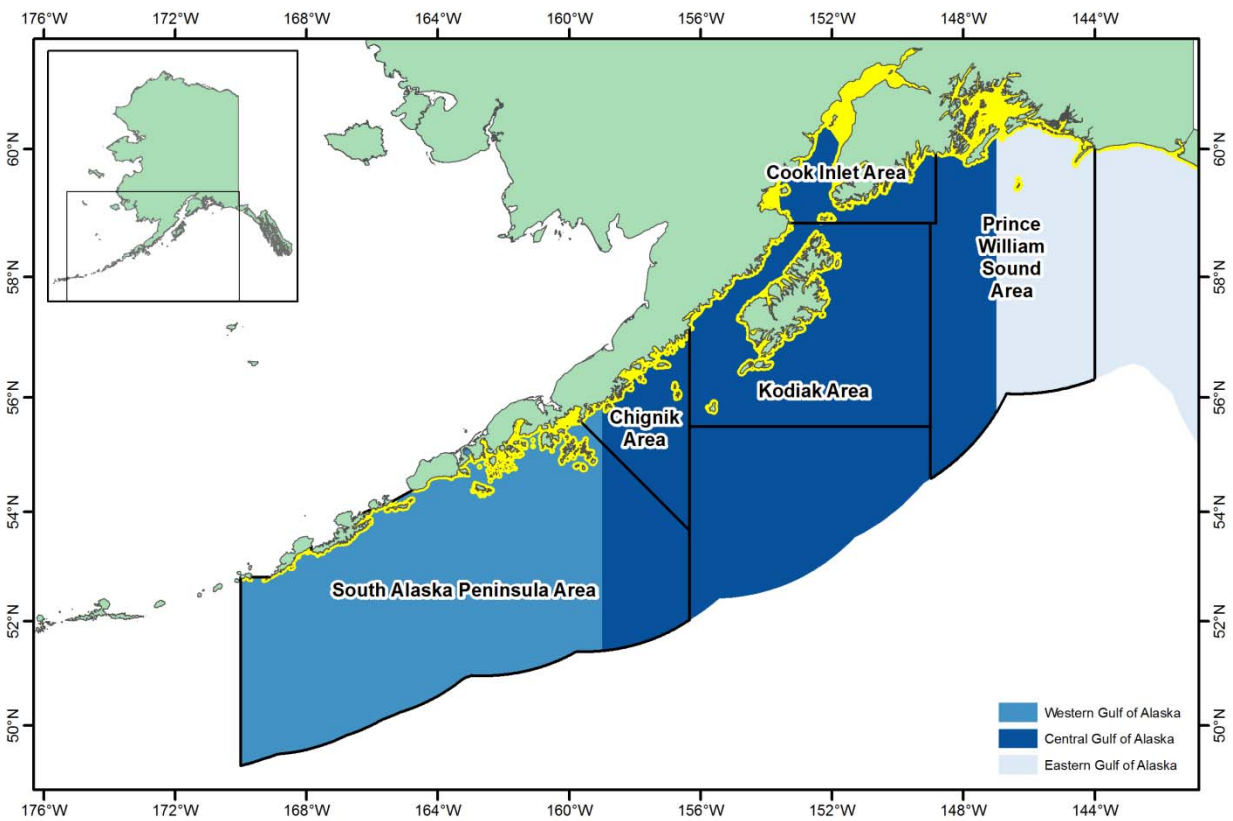 176°W 172°W 168°W 164°W 160°W 156°W 152°W 148°W 144°W
60°N 60°N
Cook Inlet Area
Prince
William
Sound
Area
58°N 58°N
Kodiak Area
56°N 56°N
Chignik
Area
54°N 54°N
South Alaska Peninsula Area
52°N 52°N
Western Gulf of Alaska
50°N 50°N
Central Gulf of Alaska
Eastern Gulf of Alaska
176°W 172°W 168°W 164°W 160°W 156°W 152°W 148°W 144°W